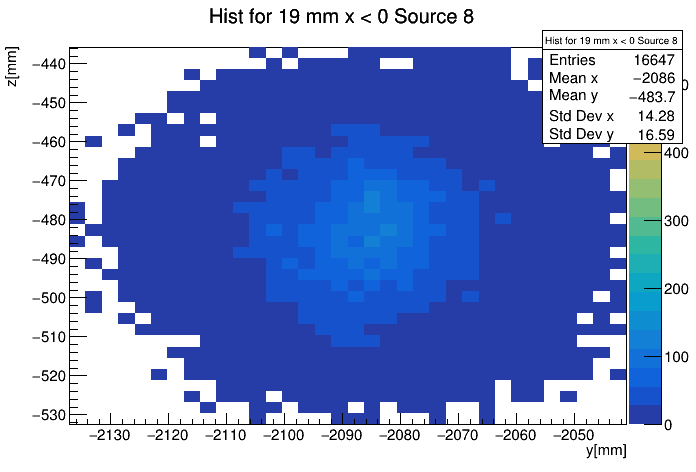 Hist for 19 mm x < 0 Source 8
Hist for 19 mm x < 0 Source 8
Entries 16647
Mean x −2086
Mean y −483.7
Std Dev x 14.28
Std Dev y 16.59
z[mm]
−440
−450
−460
−470
−480
−490
−500
−510
−520
−530
−2130 −2120 −2110 −2100 −2090 −2080 −2070 −2060 −2050
y[mm]
0
400
300
200
100
0